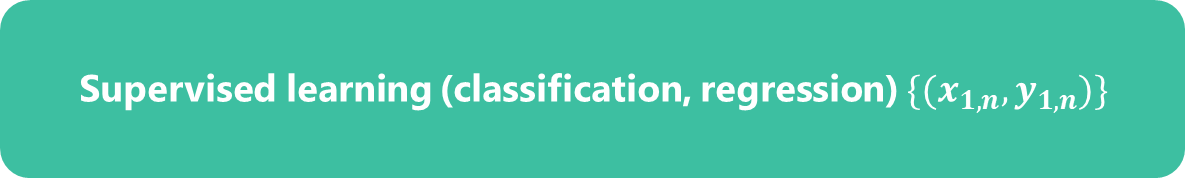 Supervised learning (classification, regression) {(x₁,ₙ, y₁,ₙ)}